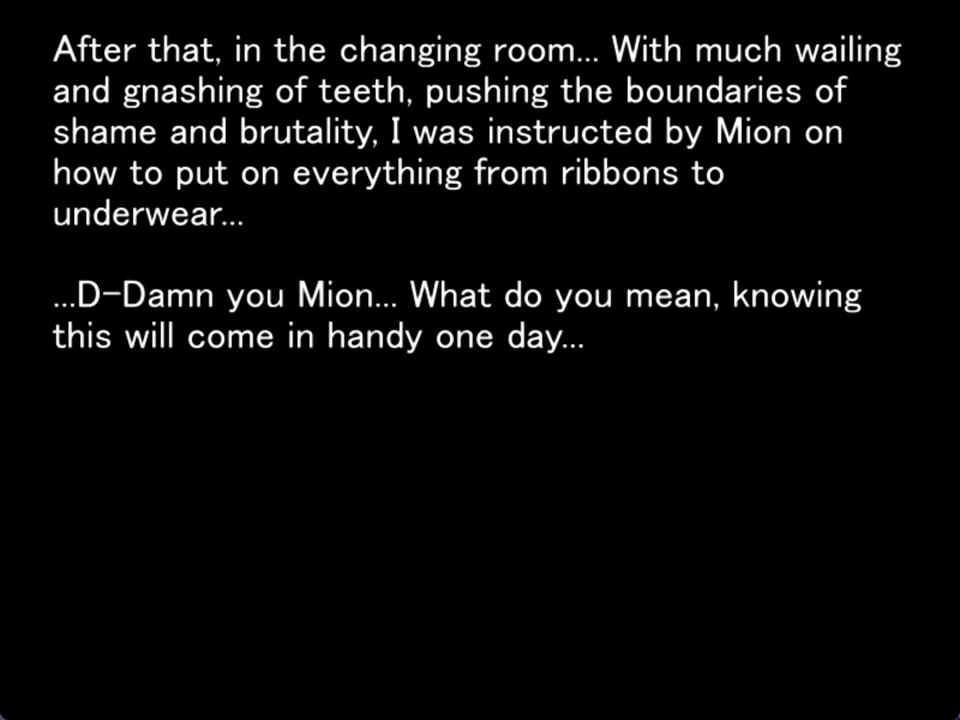 After that, in the changing room... With much wailing
and gnashing of teeth, pushing the boundaries of
shame and brutality, I was instructed by Mion on
how to put on everything from ribbons to
underwear...
...D-Damn you Mion... What do you mean, knowing
this will come in handy one day...